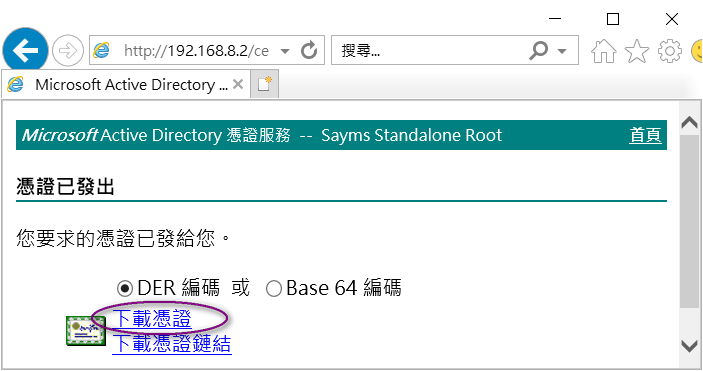 http://192.168.8.2/ce
搜尋...
Microsoft Active Directory ...
Microsoft Active Directory 憑證服務 -- Sayms Standalone Root 首頁
憑證已發出
您要求的憑證已發給您。
DER 編碼 或 Base 64 編碼
下載憑證
下載憑證鏈結